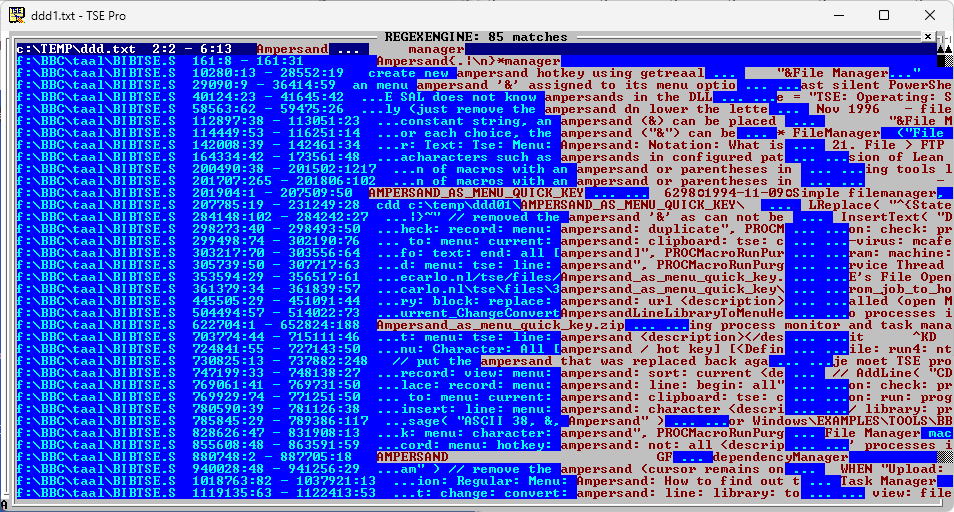 ddd1.txt - TSE Pro
REGEXENGINE: 85 matches
c:\TEMP\ddd.txt 2:2 - 6:13 Ampersand ... manager
f:\BBC\taal\BIBTSE.S 161:8 - 161:31 Ampersand{.|\n}*manager
f:\BBC\taal\BIBTSE.S 10280:13 - 28552:19 create new ampersand hotkey using getreaal ... "&File Manager..."
f:\BBC\taal\BIBTSE.S 29090:9 - 36414:59 an menu ampersand '&' assigned to its menu optio ... ...ast silent PowerShe
f:\BBC\taal\BIBTSE.S 40124:23 - 41645:42 ...E SAL does not know ampersands in the DLL... ...e = "TSE: Operating: S
f:\BBC\taal\BIBTSE.S 58563:62 - 59475:26 ...ly (just remove the ampersand dn lower the lette ... Nov 1996 - file
f:\BBC\taal\BIBTSE.S 112897:38 - 113051:23 ...constant string, an ampersand (&) can be placed ... "&File M
f:\BBC\taal\BIBTSE.S 114449:53 - 116251:14 ...or each choice, the ampersand ("&") can be ... * FileManager ("File
f:\BBC\taal\BIBTSE.S 142008:39 - 142461:34 ...r: Text: Tse: Menu: Ampersand: Notation: What is ... 21. File > FTP
f:\BBC\taal\BIBTSE.S 164334:42 - 173561:48 ...acharacters such as ampersands in configured pat ... ...sion of Lean
f:\BBC\taal\BIBTSE.S 200490:38 - 201502:1217 ...n of macros with an ampersand or parentheses in ... ...ing tools l
f:\BBC\taal\BIBTSE.S 201707:265 - 201806:102 ...n of macros with an ampersand or parentheses in ... -
f:\BBC\taal\BIBTSE.S 201904:1 - 207509:50 AMPERSAND_AS_MENU_QUICK_KEY... ... 6298©1994-11-09©Simple filemanager.
f:\BBC\taal\BIBTSE.S 207785:19 - 231249:28 cdd c:\temp\ddd01\AMPERSAND_AS_MENU_QUICK_KEY\ ... LReplace( "^(State
f:\BBC\taal\BIBTSE.S 284148:102 - 284242:27 ...i}~" // removed the ampersand '&' as can not be ... InsertText( "D
f:\BBC\taal\BIBTSE.S 298273:40 - 298493:50 ...heck: record: menu: ampersand: duplicate", PROCM... ...on: check: pr
f:\BBC\taal\BIBTSE.S 299498:74 - 302190:76 ... to: menu: current: ampersand: clipboard: tse: c... ...-virus: mcafe
f:\BBC\taal\BIBTSE.S 303217:70 - 303556:64 ...fo: text: end: all [ampersand]", PROCMacroRunPur... ...ram: machine:
f:\BBC\taal\BIBTSE.S 305739:50 - 307717:63 ...d: menu: tse: line: ampersand", PROCMacroRunPurg... ...rvice Thread
f:\BBC\taal\BIBTSE.S 353594:29 - 356517:68 ...ecarlo.nl/tse/files/Ampersand_as_menu_quick_key.... ...E's File Open
f:\BBC\taal\BIBTSE.S 361379:34 - 361839:57 ...carlo.nl\tse\files\3Ampersand_as_menu_quick_key\... ...rom_job_to_ho
f:\BBC\taal\BIBTSE.S 445505:29 - 451091:44 ...ry: block: replace: ampersand: url <description>... ...alled (open M
f:\BBC\taal\BIBTSE.S 504494:57 - 514022:73 ...urrent_ChangeConvertAmpersandLineLibraryToMenuHe... ...o processes i
f:\BBC\taal\BIBTSE.S 622704:1 - 652824:188 Ampersand_as_menu_quick_key.zip... ...ing process monitor and task mana
f:\BBC\taal\BIBTSE.S 703774:44 - 715111:46 ...t: menu: tse: line: ampersand: tse: <description></des... ...it ^KD
f:\BBC\taal\BIBTSE.S 724841:55 - 727143:50 ...nu: Character: All [Ampersand / hot key] <[Defin... ...ile: run4: nt
f:\BBC\taal\BIBTSE.S 730825:13 - 737882:248 // put the ampersand that was replaced back aga... ...je moet TSE pro
f:\BBC\taal\BIBTSE.S 747199:33 - 748138:27 ...record: view: menu: ampersand: sort: current <de... // AddLine( "CD
f:\BBC\taal\BIBTSE.S 769061:41 - 769731:50 ...lace: record: menu: ampersand: line: begin: all"... ...on: check: pr
f:\BBC\taal\BIBTSE.S 769929:74 - 771251:50 ... to: menu: current: ampersand: clipboard: tse: c... ...on: run: prog
f:\BBC\taal\BIBTSE.S 780590:39 - 781126:38 ...insert: line: menu: ampersand: character <descri... .../ library: pr
f:\BBC\taal\BIBTSE.S 785845:29 - 789386:117 ...sage( "ASCII 38, &, Ampersand" )... ...or Windows\EXAMPLES\TOOLS\BB
f:\BBC\taal\BIBTSE.S 828626:47 - 831908:13 ...k: menu: character: ampersand", PROCMacroRunPurg... File Manager mac
f:\BBC\taal\BIBTSE.S 855608:48 - 863591:59 ...cord: menu: hotkey: ampersand: not: all <descrip... ...' processes i
f:\BBC\taal\BIBTSE.S 880748:2 - 887705:18 AMPERSAND GF... ...dependencyManager
f:\BBC\taal\BIBTSE.S 940028:48 - 941256:29 ...am" ) // remove the ampersand (cursor remains on... WHEN "Upload:
f:\BBC\taal\BIBTSE.S 1018763:82 - 1037921:13 ...ion: Regular: Menu: Ampersand: How to find out t... Task Manager
f:\BBC\taal\BIBTSE.S 1119135:63 - 1122413:53 ...t: change: convert: ampersand: line: library: to... ... view: file